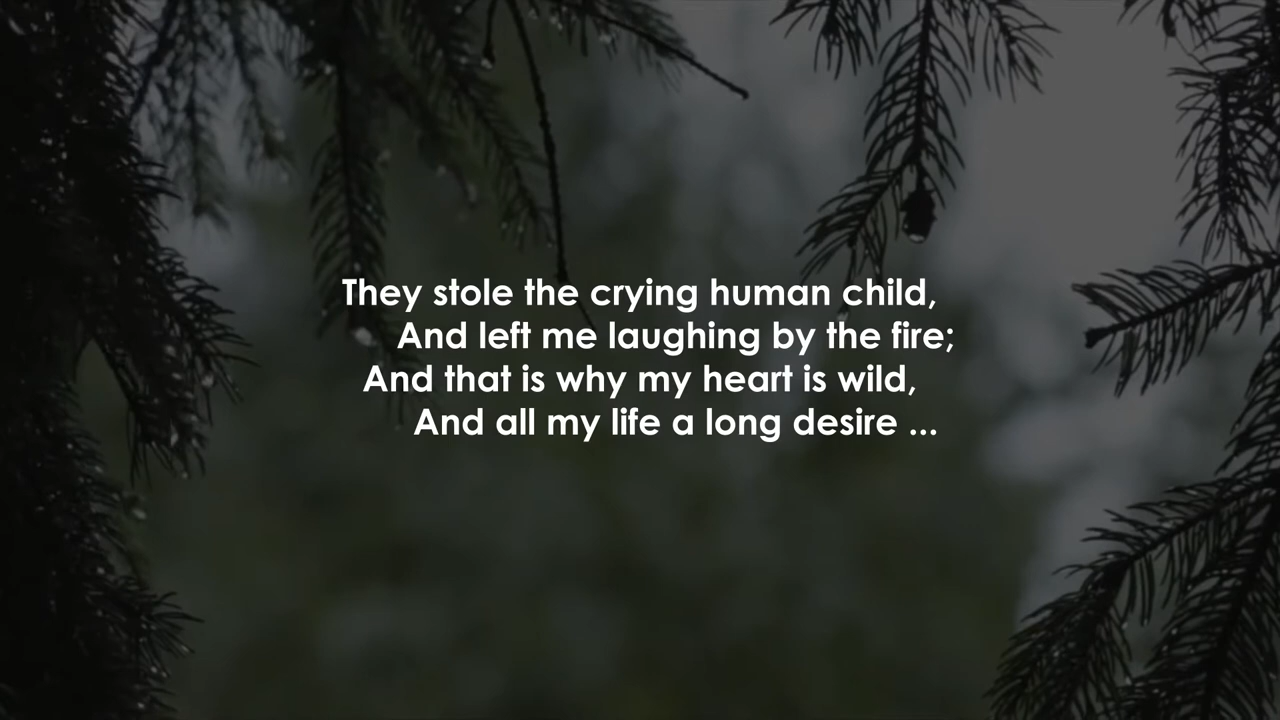 They stole the crying human child,
And left me laughing by the fire;
And that is why my heart is wild,
And all my life a long desire ...